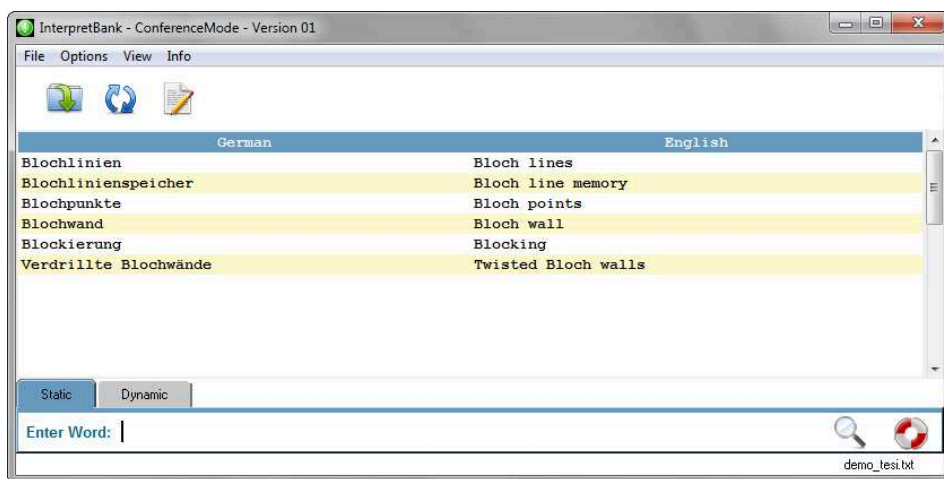 InterpretBank - ConferenceMode - Version 01
File Options View Info
German English
Blochlinien Bloch lines
Blochlinienspeicher Bloch line memory
Blochpunkte Bloch points
Blochwand Bloch wall
Blockierung Blocking
Verdrillte Blochwände Twisted Bloch walls
Static Dynamic
Enter Word:
demo_tesi.txt